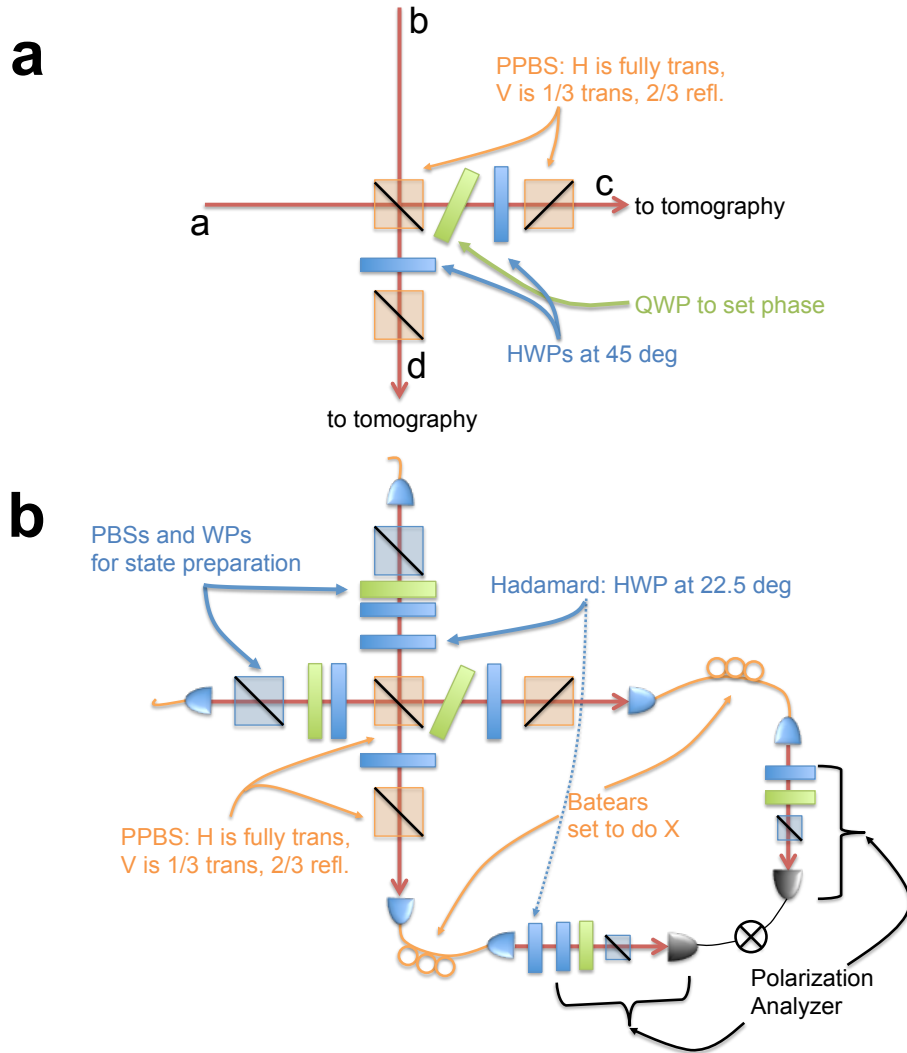 a
b
PPBS: H is fully trans,
V is 1/3 trans, 2/3 refl.
a
c
to tomography
QWP to set phase
HWPs at 45 deg
d
to tomography
b
PBSs and WPs
for state preparation
Hadamard: HWP at 22.5 deg
PPBS: H is fully trans,
V is 1/3 trans, 2/3 refl.
Batears
set to do X
Polarization
Analyzer